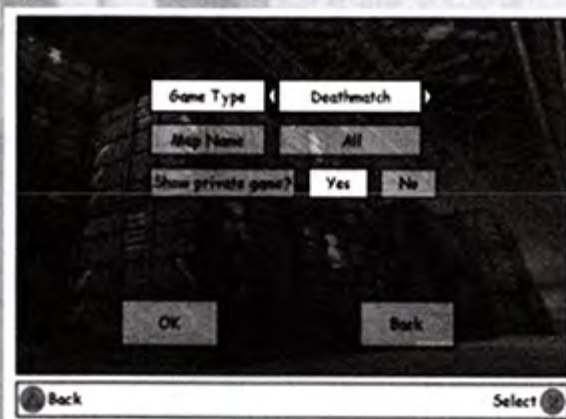 Game Type Deathmatch
Map Name All
Show private game? Yes No
OK Back
Back Select